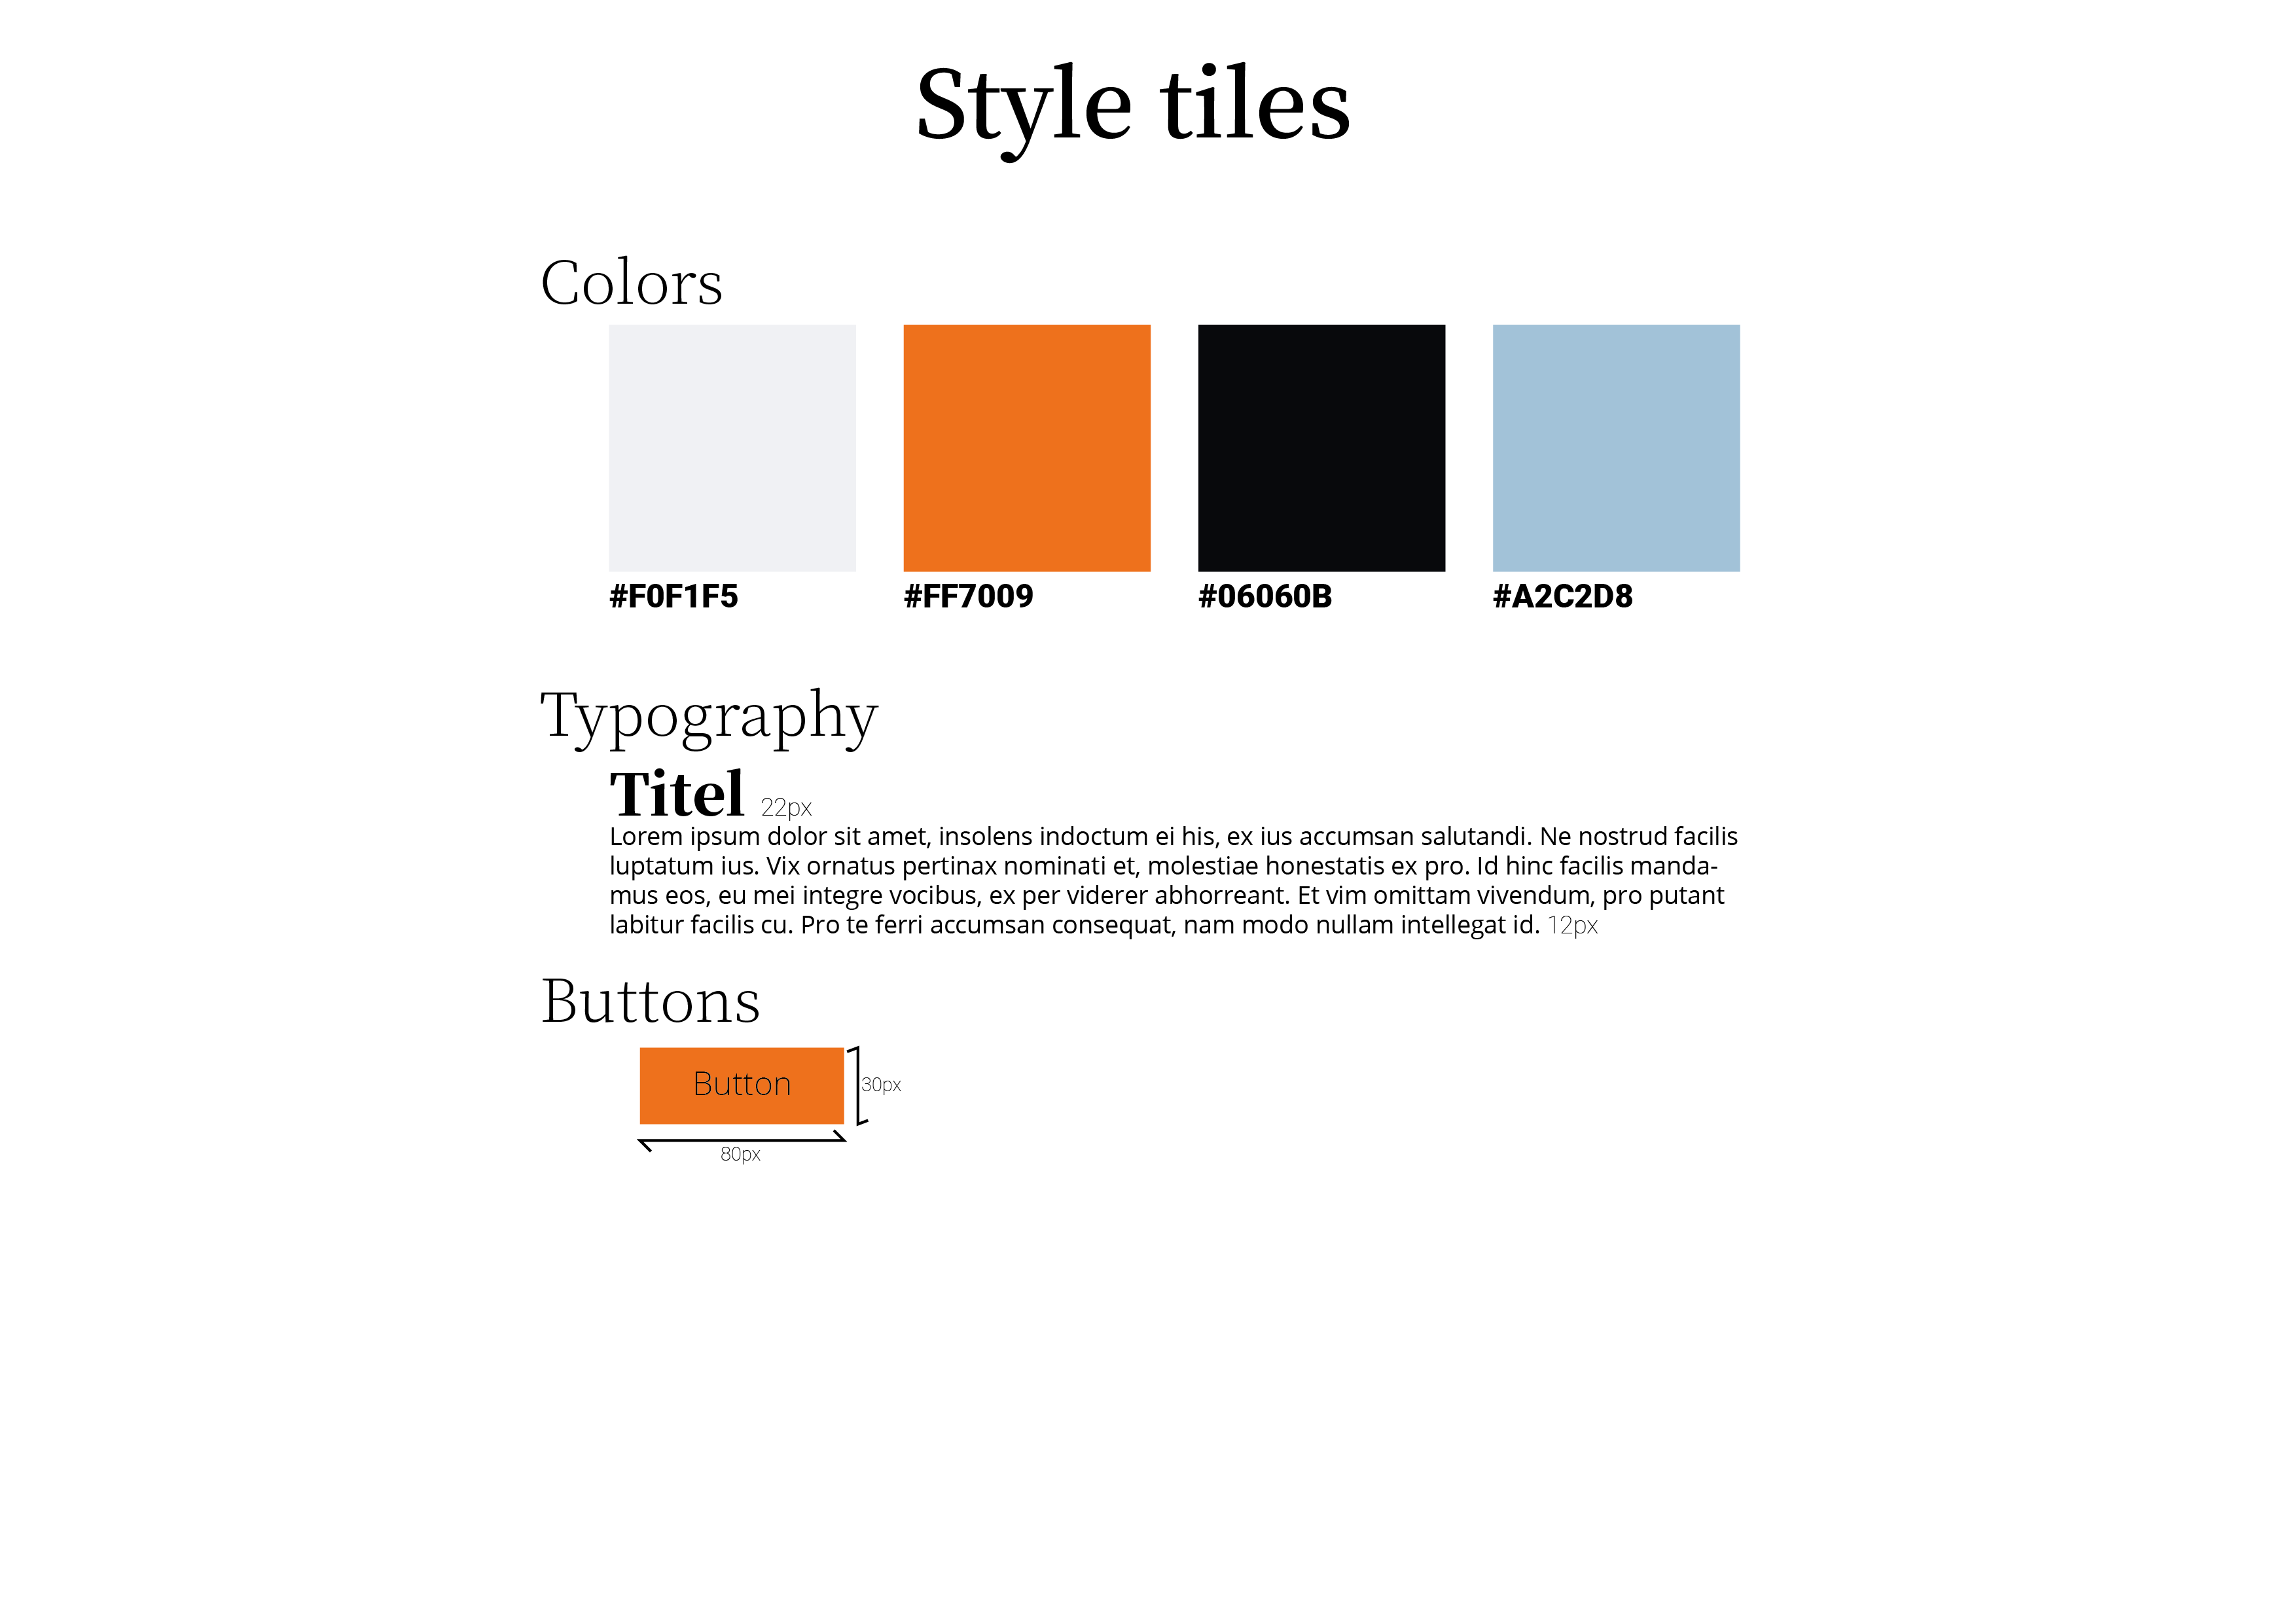 Style tiles
Colors
#F0F1F5 #FF7009 #06060B #A2C2D8
Typography
Titel 22px
Lorem ipsum dolor sit amet, insolens indoctum ei his, ex ius accumsan salutandi. Ne nostrud facilis
luptatum ius. Vix ornatus pertinax nominati et, molestiae honestatis ex pro. Id hinc facilis manda-
mus eos, eu mei integre vocibus, ex per viderer abhorreant. Et vim omittam vivendum, pro putant
labitur facilis cu. Pro te ferri accumsan consequat, nam modo nullam intellegat id. 12px
Buttons
Button 30px
80px